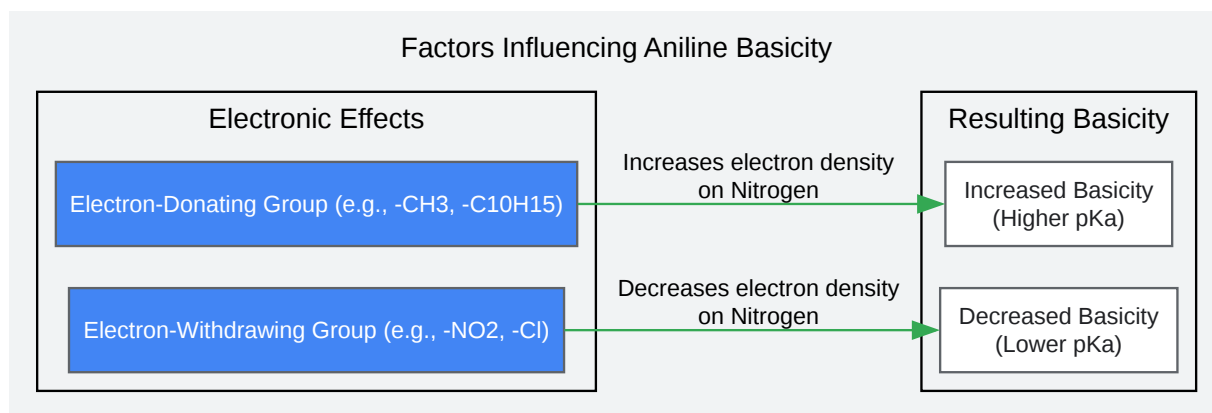 Factors Influencing Aniline Basicity
Electronic Effects
Resulting Basicity
Electron-Donating Group (e.g., -CH3, -C10H15)
Increases electron density
on Nitrogen
Increased Basicity
(Higher pKa)
Electron-Withdrawing Group (e.g., -NO2, -Cl)
Decreases electron density
on Nitrogen
Decreased Basicity
(Lower pKa)